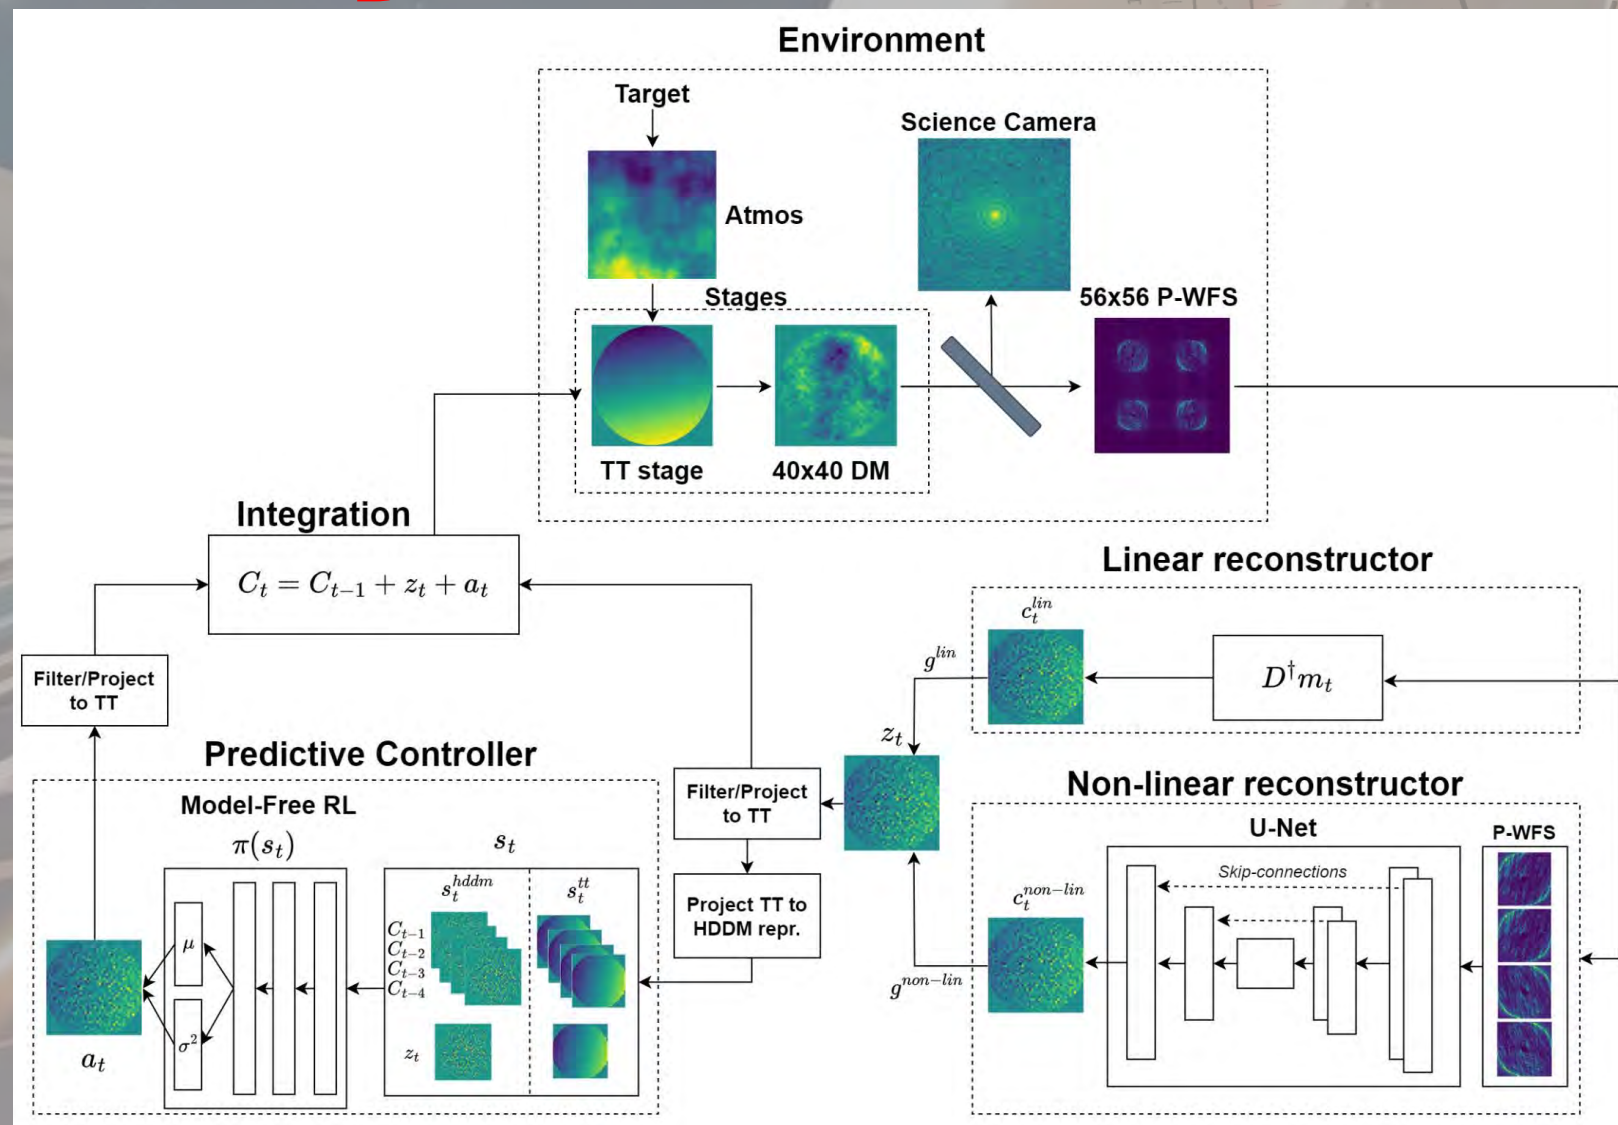 Environment
Target
Science Camera
Atmos
Stages
56x56 P-WFS
TT stage
40x40 DM
Integration
C_t = C_{t-1} + z_t + a_t
Linear reconstructor
c_t^{lin}
g^{lin}
D^†m_t
Filter/Project
to TT
z_t
Predictive Controller
Non-linear reconstructor
Model-Free RL
Filter/Project
to TT
U-Net
P-WFS
π(s_t)
s_t
Skip-connections
s_t^{hddm}
s_t^{tt}
Project TT to
HDDM repr.
c_t^{non-lin}
C_{t-1}
C_{t-2}
C_{t-3}
C_{t-4}
μ
g^{non-lin}
σ^2
z_t
a_t